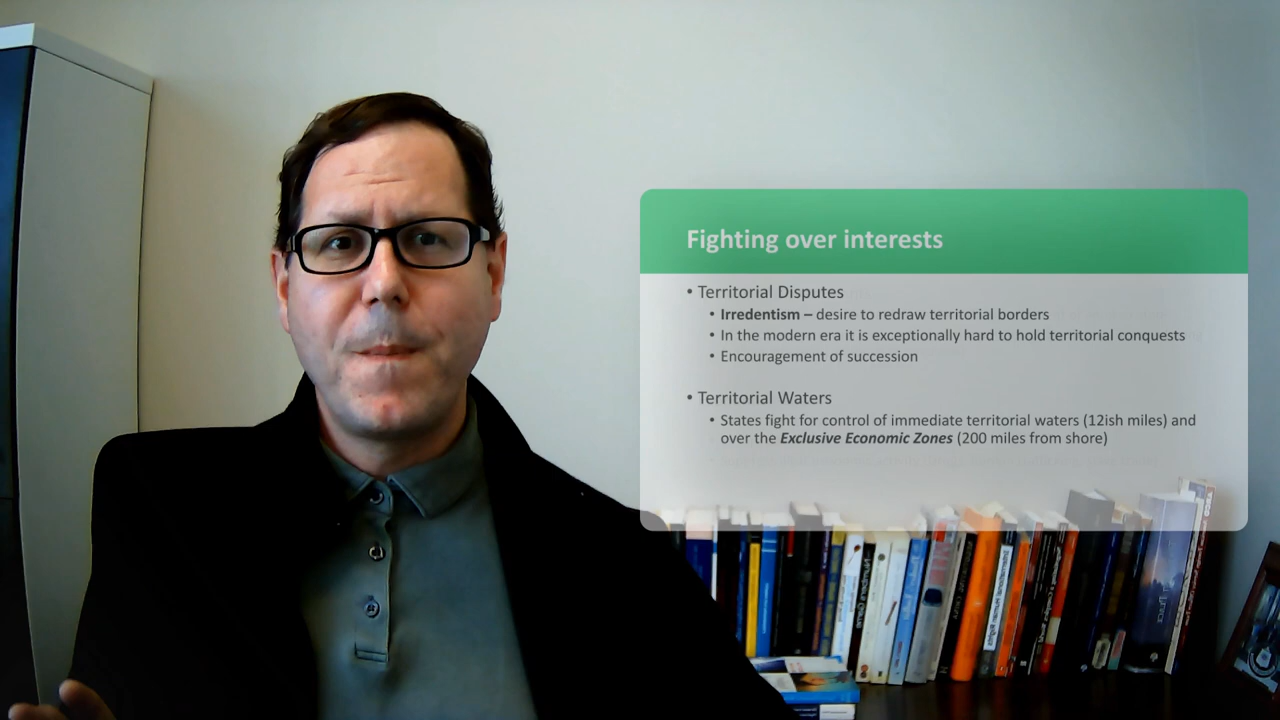 Fighting over interests
• Territorial Disputes
• Irredentism – desire to redraw territorial borders
• In the modern era it is exceptionally hard to hold territorial conquests
• Encouragement of succession
• Territorial Waters
• States fight for control of immediate territorial waters (12ish miles) and
over the Exclusive Economic Zones (200 miles from shore)